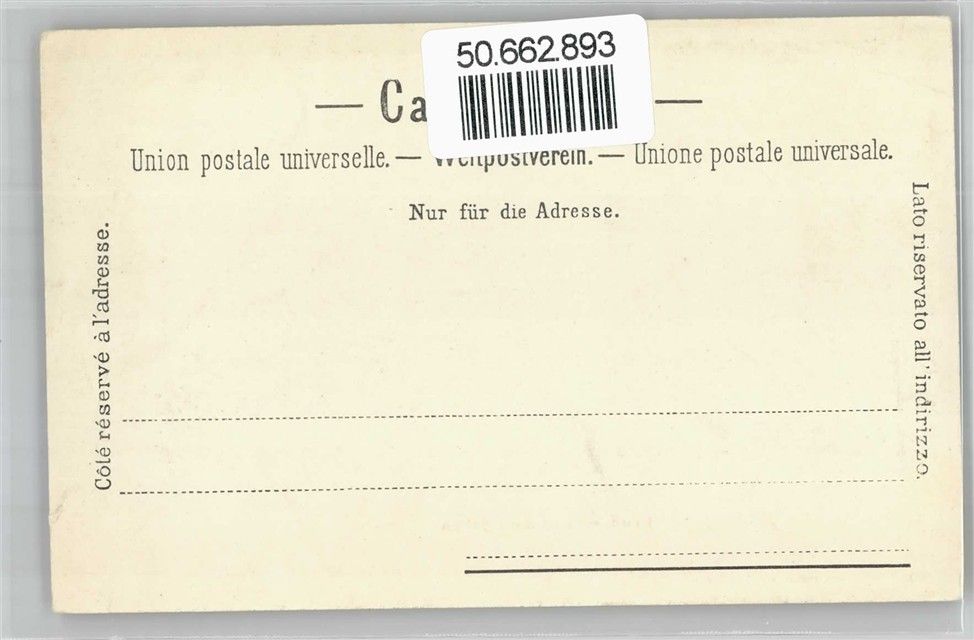 50.662.893
— Ca —
Union postale universelle. — Weltpostverein. — Unione postale universale.
Nur für die Adresse.
Côté réservé à l'adresse.
Lato riservato all' indirizzo.